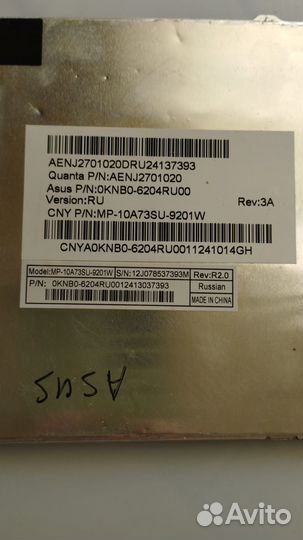 AENJ2701020DRU24137393
Quanta P/N:AENJ2701020
Asus P/N:0KNB0-6204RU00
Version:RU Rev:3A
CNY P/N:MP-10A73SU-9201W
CNYA0KNB0-6204RU0011241014GH
Model:MP-10A73SU-9201W S/N:12J078537393M Rev:R2.0
P/N: 0KNB0-6204RU0012413037393 Russian
MADE IN CHINA
ASUS
Avito